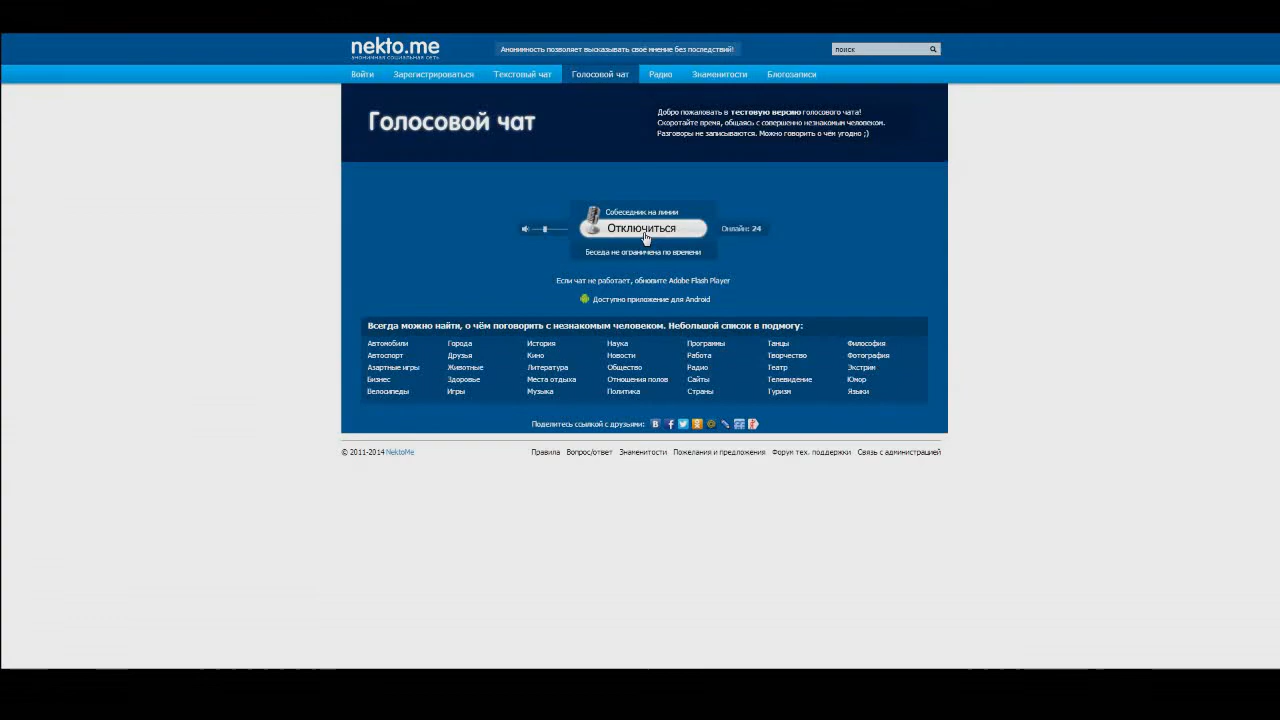 nekto.me
анонимная социальная сеть
Анонимность позволяет высказывать своё мнение без последствий!
поиск
Войти Зарегистрироваться Текстовый чат Голосовой чат Радио Знаменитости Блогозаписи
Голосовой чат
Добро пожаловать в тестовую версию голосового чата!
Скоротайте время, общаясь с совершенно незнакомым человеком.
Разговоры не записываются. Можно говорить о чём угодно ;)
Собеседник на линии
Отключиться
Онлайн: 24
Беседа не ограничена по времени
Если чат не работает, обновите Adobe Flash Player
Доступно приложение для Android
Всегда можно найти, о чём поговорить с незнакомым человеком. Небольшой список в подмогу:
Автомобили Города История Наука Программы Танцы Философия
Автоспорт Друзья Кино Новости Работа Творчество Фотография
Азартные игры Животные Литература Общество Радио Театр Экстрим
Бизнес Здоровье Места отдыха Отношения полов Сайты Телевидение Юмор
Велосипеды Игры Музыка Политика Страны Туризм Языки
Поделитесь ссылкой с друзьями:
© 2011-2014 NektoMe Правила Вопрос/ответ Знаменитости Пожелания и предложения Форум тех. поддержки Связь с администрацией